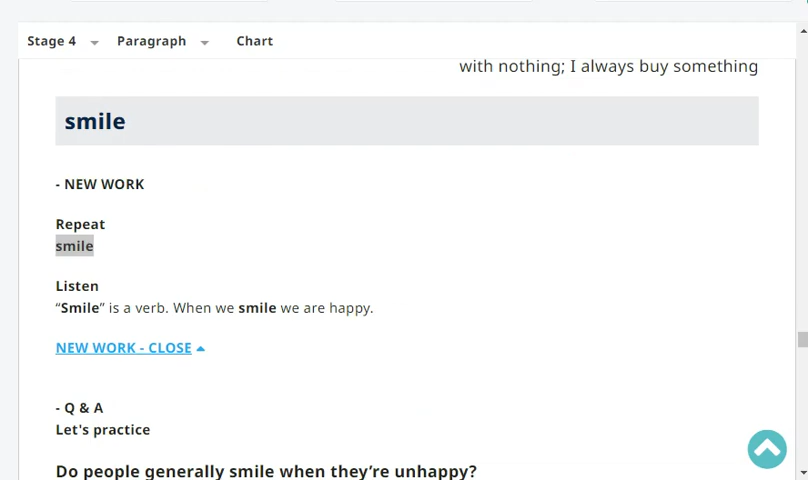 Stage 4 Paragraph Chart
with nothing; I always buy something
smile
- NEW WORK
Repeat
smile
Listen
“Smile” is a verb. When we smile we are happy.
NEW WORK - CLOSE
- Q & A
Let's practice
Do people generally smile when they’re unhappy?